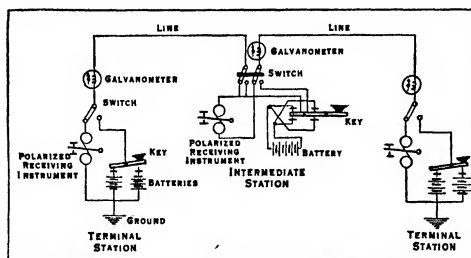 LINE
LINE
GALVANOMETER
SWITCH
GALVANOMETER
SWITCH
KEY
POLARIZED
RECEIVING
INSTRUMENT
BATTERY
INTERMEDIATE
STATION
KEY
POLARIZED
RECEIVING
INSTRUMENT
BATTERIES
GROUND
TERMINAL
STATION
TERMINAL
STATION